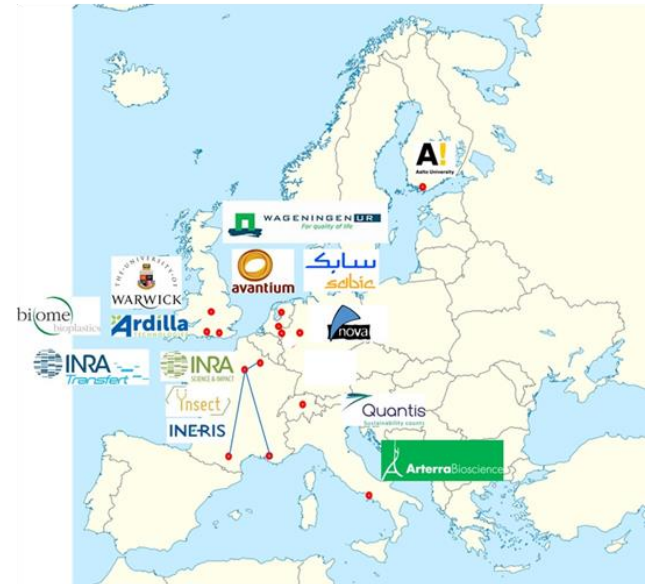 A!
Aalto University
WAGENINGEN UR
For quality of life
THE UNIVERSITY OF
WARWICK
avantium
سابك
sabic
biome
bioplastics
Ardilla
TECHNOLOGIES
nova
INRA
Transfert
INRA
SCIENCE & IMPACT
Ynsect
INERIS
Quantis
Sustainability counts
ArterraBioscience